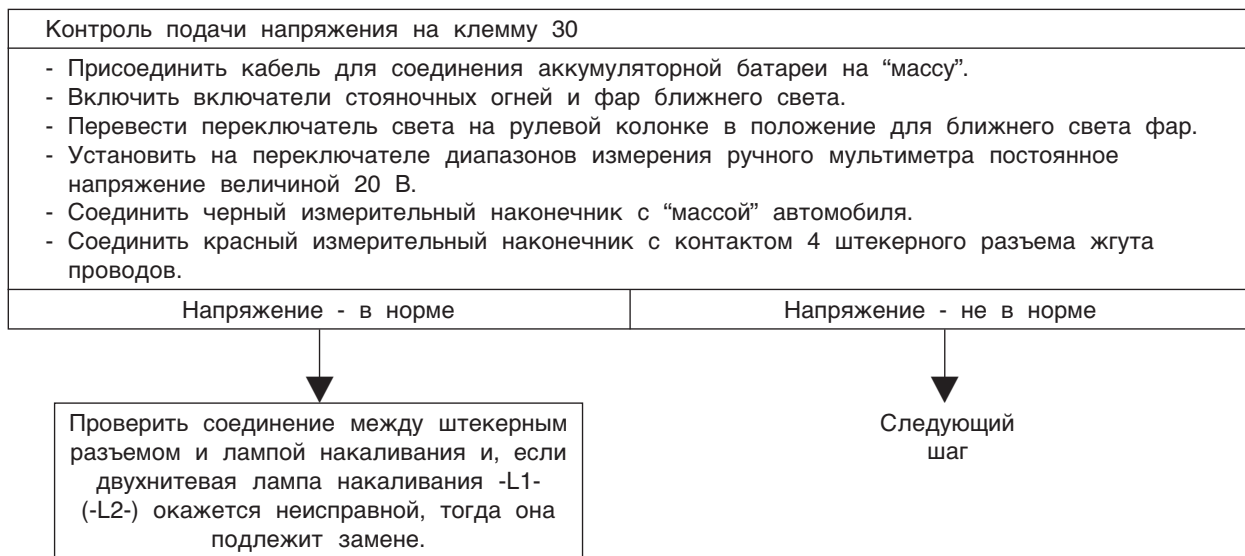 Контроль подачи напряжения на клемму 30
- Присоединить кабель для соединения аккумуляторной батареи на “массу”.
- Включить включатели стояночных огней и фар ближнего света.
- Перевести переключатель света на рулевой колонке в положение для ближнего света фар.
- Установить на переключателе диапазонов измерения ручного мультиметра постоянное
напряжение величиной 20 В.
- Соединить черный измерительный наконечник с “массой” автомобиля.
- Соединить красный измерительный наконечник с контактом 4 штекерного разъема жгута
проводов.
Напряжение - в норме
Напряжение - не в норме
Проверить соединение между штекерным
разъемом и лампой накаливания и, если
двухнитевая лампа накаливания -L1-
(-L2-) окажется неисправной, тогда она
подлежит замене.
Следующий
шаг